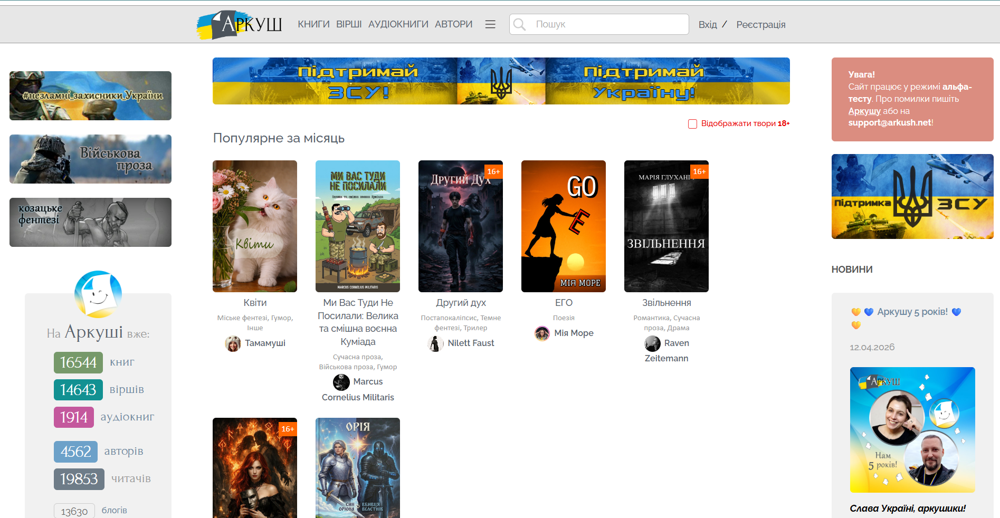 АРКУШ
КНИГИ ВІРШІ АУДІОКНИГИ АВТОРИ
Пошук
Вхід / Реєстрація
#незламні_захисники_України
Військова
проза
козацьке
фентезі
На Аркуші вже:
16544 книг
14643 віршів
1914 аудіокниг
4562 авторів
19853 читачів
13630 блогів
Підтримай Підтримай
ЗСУ! Україну!
Відображати твори 18+
Популярне за місяць
Квіти
Квіти
Міське фентезі, Гумор,
Інше
Тамамуші
МИ ВАС ТУДИ
НЕ ПОСИЛАЛИ
Велика та смішна воєнна Куміада
MARCUS CORNELIUS MILITARIS
Ми Вас Туди Не
Посилали: Велика
та смішна воєнна
Куміада
Сучасна проза,
Військова проза, Гумор
Marcus
Cornelius Militaris
16+
Другий Дух
Другий дух
Постапокаліпсис, Темне
фентезі, Трилер
Nilett Faust
GO
E
МІЯ МОРЕ
ЕГО
Поезія
Мія Море
16+
МАРІЯ ГЛУХАН
ЗВІЛЬНЕННЯ
Звільнення
Романтика, Сучасна
проза, Драма
Raven
Zeitemann
16+
ОРІЯ
СИН ВБИВЦЯ
ОРІОНА ВЕЛЕТНІВ
Увага!
Сайт працює у режимі альфа-
тесту. Про помилки пишіть
Аркушу або на
support@arkush.net!
Підтримка ЗСУ
НОВИНИ
Аркушу 5 років!
12.04.2026
АРКУШ
Нам
5 років!
Слава Україні, аркушики!